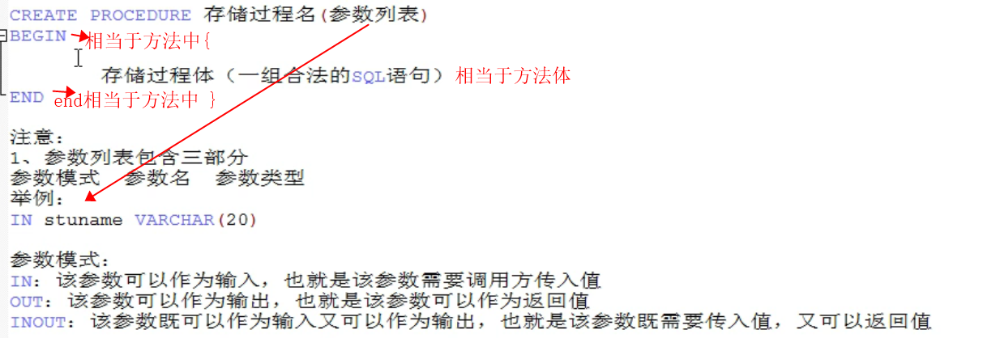 CREATE PROCEDURE 存储过程名(参数列表)
BEGIN 相当于方法中{
存储过程体（一组合法的SQL语句）相当于方法体
END end相当于方法中 }
注意：
1、参数列表包含三部分
参数模式 参数名 参数类型
举例：
IN stuname VARCHAR(20)
参数模式：
IN：该参数可以作为输入，也就是该参数需要调用方传入值
OUT：该参数可以作为输出，也就是该参数可以作为返回值
INOUT：该参数既可以作为输入又可以作为输出，也就是该参数既需要传入值，又可以返回值